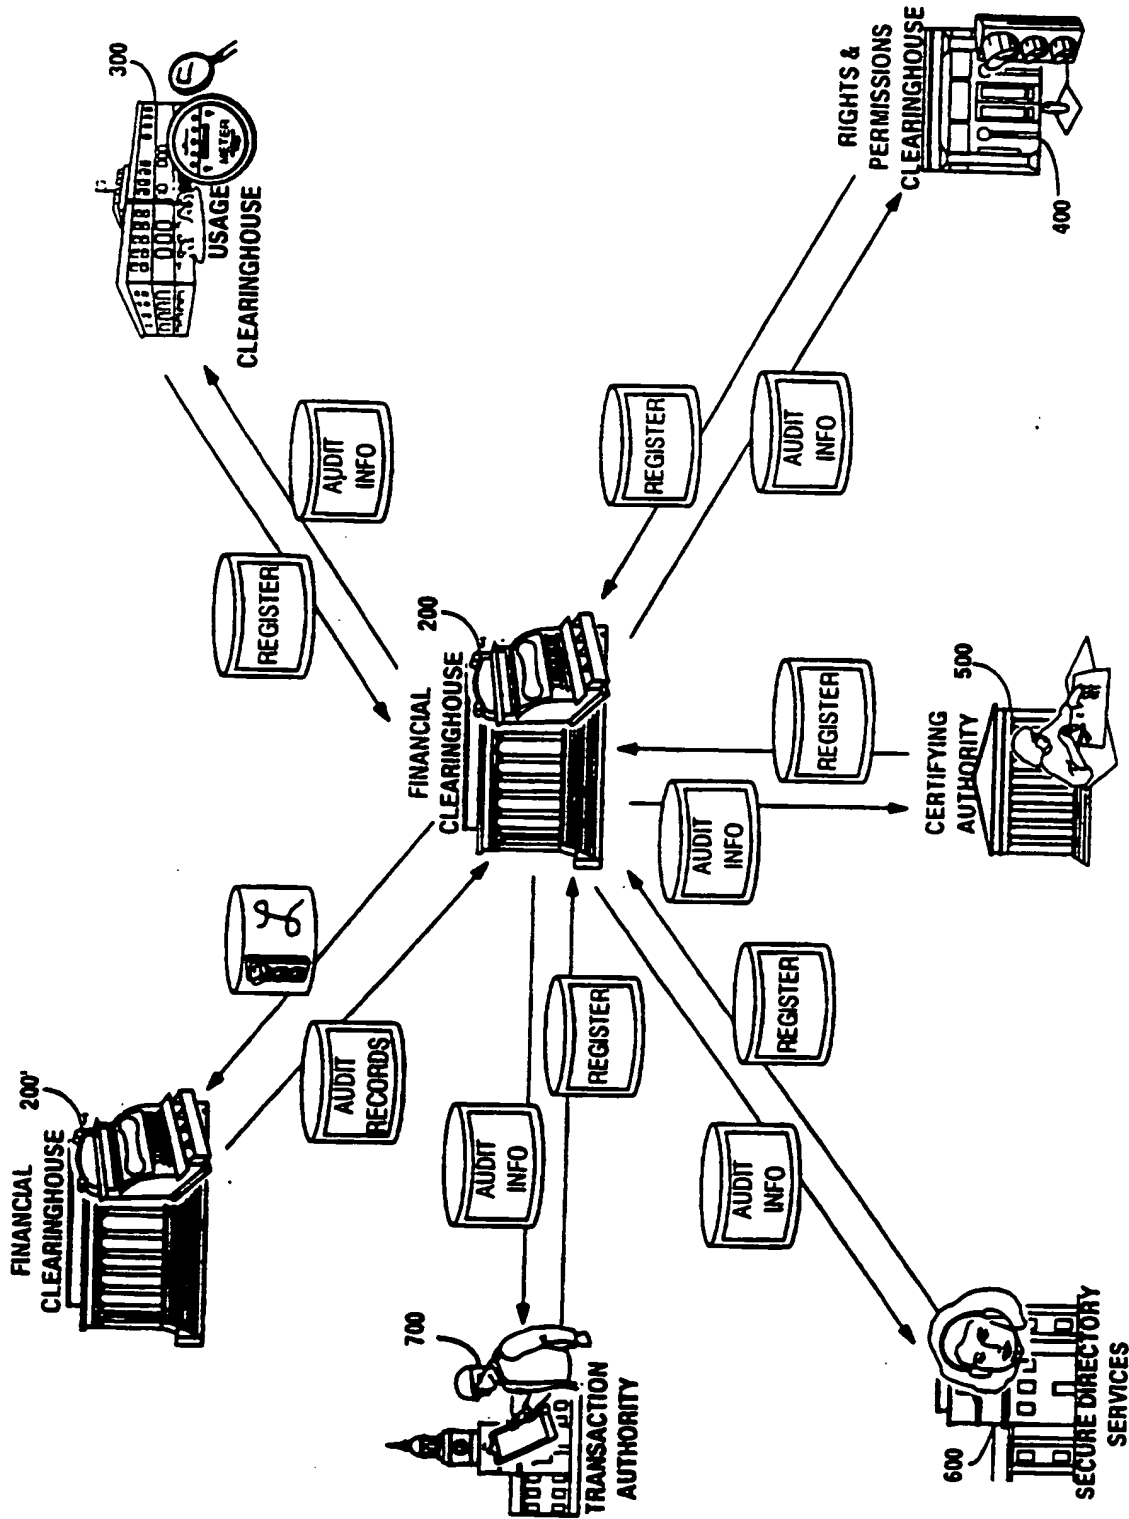 FINANCIAL
CLEARINGHOUSE
200'
300
METER
USAGE
CLEARINGHOUSE
AUDIT
RECORDS
REGISTER
AUDIT
INFO
TRANSACTION
AUTHORITY
700
AUDIT
INFO
REGISTER
FINANCIAL
CLEARINGHOUSE
200
REGISTER
AUDIT
INFO
RIGHTS &
PERMISSIONS
CLEARINGHOUSE
400
AUDIT
INFO
REGISTER
AUDIT
INFO
REGISTER
SECURE DIRECTORY
SERVICES
600
CERTIFYING
AUTHORITY
500